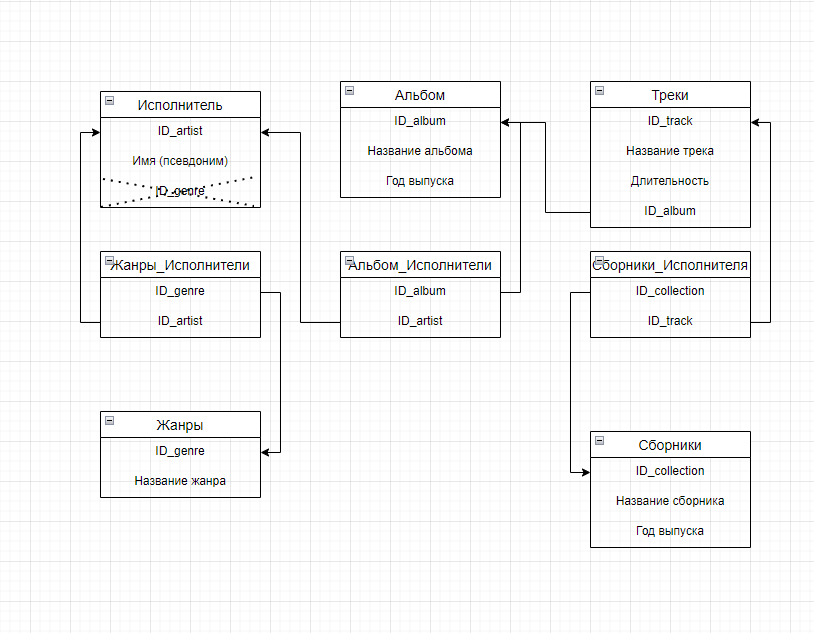 Исполнитель
ID_artist
Имя (псевдоним)
ID_genre
Альбом
ID_album
Название альбома
Год выпуска
Треки
ID_track
Название трека
Длительность
ID_album
Жанры_Исполнители
ID_genre
ID_artist
Альбом_Исполнители
ID_album
ID_artist
Сборники_Исполнителя
ID_collection
ID_track
Жанры
ID_genre
Название жанра
Сборники
ID_collection
Название сборника
Год выпуска